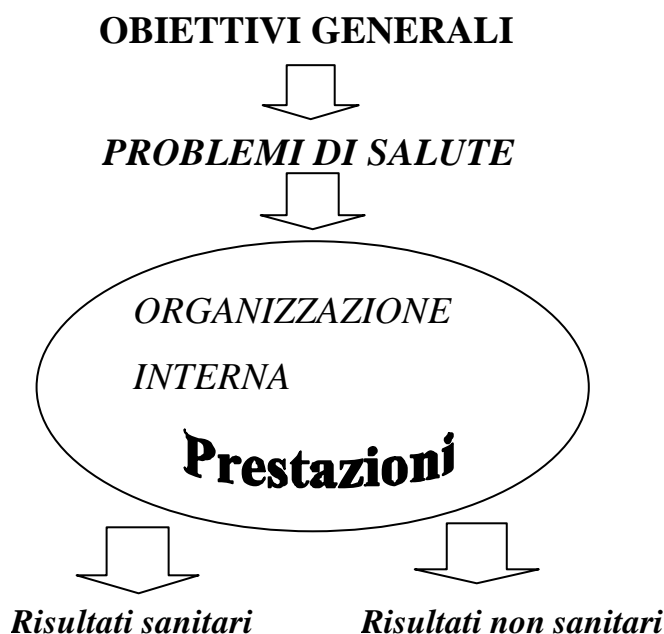 OBIETTIVI GENERALI
PROBLEMI DI SALUTE
ORGANIZZAZIONE
INTERNA
Prestazioni
Risultati sanitari
Risultati non sanitari